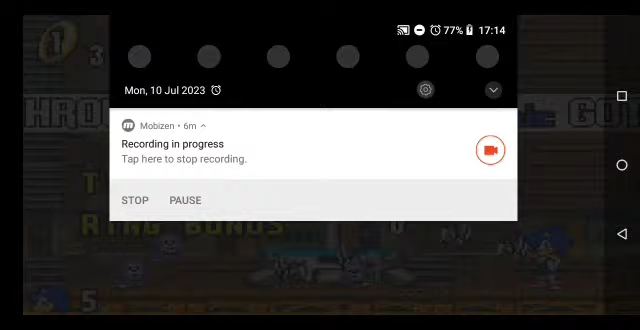 77% 17:14
Mon, 10 Jul 2023
m Mobizen • 6m
Recording in progress
Tap here to stop recording.
STOP PAUSE
RING BONUS
5